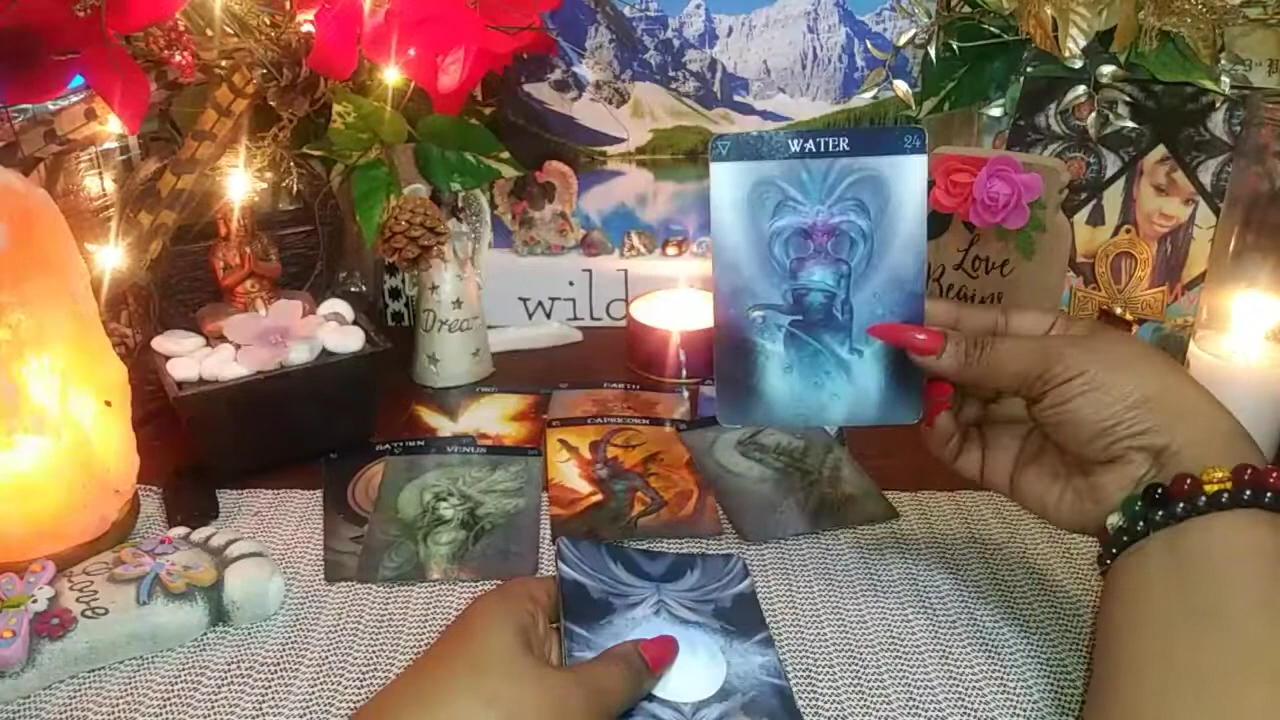 WATER
24
wild
Love
Begins
Dream
EARTH
CAPRICORN
SATURN
VENUS
Love